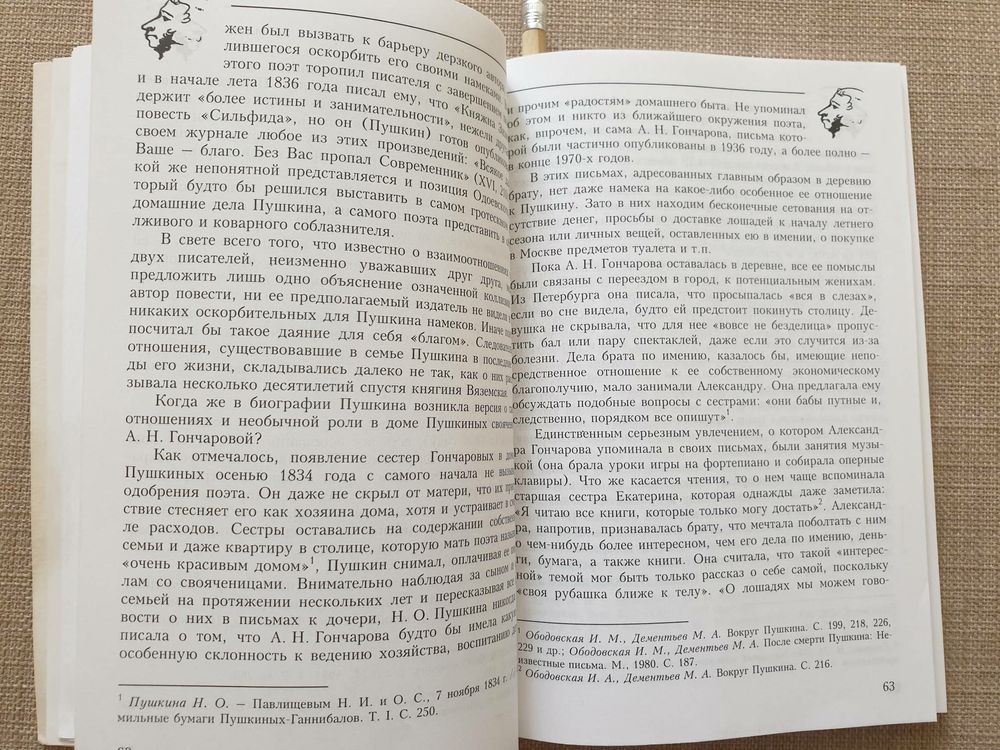 жен был вызвать к барьеру дерзкого автора,
лившегося оскорбить его своими намеками.
этого поэт торопил писателя с завершением
и в начале лета 1836 года писал ему, что «Княжна
держит «более истины и занимательности», нежели
повесть «Сильфида», но он (Пушкин) готов
своем журнале любое из этих произведений: «Всякое
Ваше — благо. Без Вас пропал Современник» (XVI,
кой же непонятной представляется и позиция
торый будто бы решился выставить в самом
домашние дела Пушкина, а самого поэта представить в
лживого и коварного соблазнителя.
В свете всего того, что известно о взаимоотношениях
двух писателей, неизменно уважавших друг друга,
предложить лишь одно объяснение означенной
автор повести, ни ее предполагаемый издатель не видели
никаких оскорбительных для Пушкина намеков. Иначе
посчитал бы такое даяние для себя «благом».
отношения, существовавшие в семье Пушкина в
ды его жизни, складывались далеко не так, как о них
зывала несколько десятилетий спустя княгиня Вяземская.
Когда же в биографии Пушкина возникла версия о
отношениях и необычной роли в доме Пушкиных
А. Н. Гончаровой?
Как отмечалось, появление сестер Гончаровых в
Пушкиных осенью 1834 года с самого начала не
одобрения поэта. Он даже не скрыл от матери, что их
ствие стесняет его как хозяина дома, хотя и устраивает в
ле расходов. Сестры оставались на содержании
семьи и даже квартиру в столице, которую мать поэта
«очень красивым домом»¹, Пушкин снимал, оплачивая ее
лам со свояченицами. Внимательно наблюдая за сыном и
семьей на протяжении нескольких лет и пересказывая все
вости о них в письмах к дочери, Н. О. Пушкина никогда
писала о том, что А. Н. Гончарова будто бы имела
особенную склонность к ведению хозяйства, воспитанию
¹ Пушкина Н. О. — Павлищевым Н. И. и О. С., 7 ноября 1834 г.
мильные бумаги Пушкиных-Ганнибалов. Т. I. С. 250.
и прочим «радостям» домашнего быта. Не упоминал
об этом и никто из ближайшего окружения поэта,
как, впрочем, и сама А. Н. Гончарова, письма кото-
рой были частично опубликованы в 1936 году, а более полно —
в конце 1970-х годов.
В этих письмах, адресованных главным образом в деревню
брату, нет даже намека на какое-либо особенное ее отношение
к Пушкину. Зато в них находим бесконечные сетования на от-
сутствие денег, просьбы о доставке лошадей к началу летнего
сезона или личных вещей, оставленных ею в имении, о покупке
в Москве предметов туалета и т.п.
Пока А. Н. Гончарова оставалась в деревне, все ее помыслы
были связаны с переездом в город, к потенциальным женихам.
Из Петербурга она писала, что просыпалась «вся в слезах»,
если во сне видела, будто ей предстоит покинуть столицу. Де-
вушка не скрывала, что для нее «вовсе не безделица» пропус-
тить бал или пару спектаклей, даже если это случится из-за
болезни. Дела брата по имению, казалось бы, имеющие непо-
средственное отношение к ее собственному экономическому
благополучию, мало занимали Александру. Она предлагала ему
обсуждать подобные вопросы с сестрами: «они бабы путные и,
следственно, порядком все опишут»¹.
Единственным серьезным увлечением, о котором Александ-
ра Гончарова упоминала в своих письмах, были занятия музы-
кой (она брала уроки игры на фортепиано и собирала оперные
клавиры). Что же касается чтения, то о нем чаще вспоминала
старшая сестра Екатерина, которая однажды даже заметила:
«Я читаю все книги, которые только могу достать»². Александ-
ра, напротив, признавалась брату, что мечтала поболтать с ним
о чем-нибудь более интересном, чем его дела по имению, день-
ги, бумага, а также книги. Она считала, что такой «интерес-
ной» темой мог быть только рассказ о себе самой, поскольку
«своя рубашка ближе к телу». «О лошадях мы можем гово-
¹ Ободовская И. М., Дементьев М. А. Вокруг Пушкина. С. 199, 218, 226,
229 и др.; Ободовская И. М., Дементьев М. А. После смерти Пушкина: Не-
известные письма. М., 1980. С. 187.
² Ободовская И. А., Дементьев М. А. Вокруг Пушкина. С. 216.
63